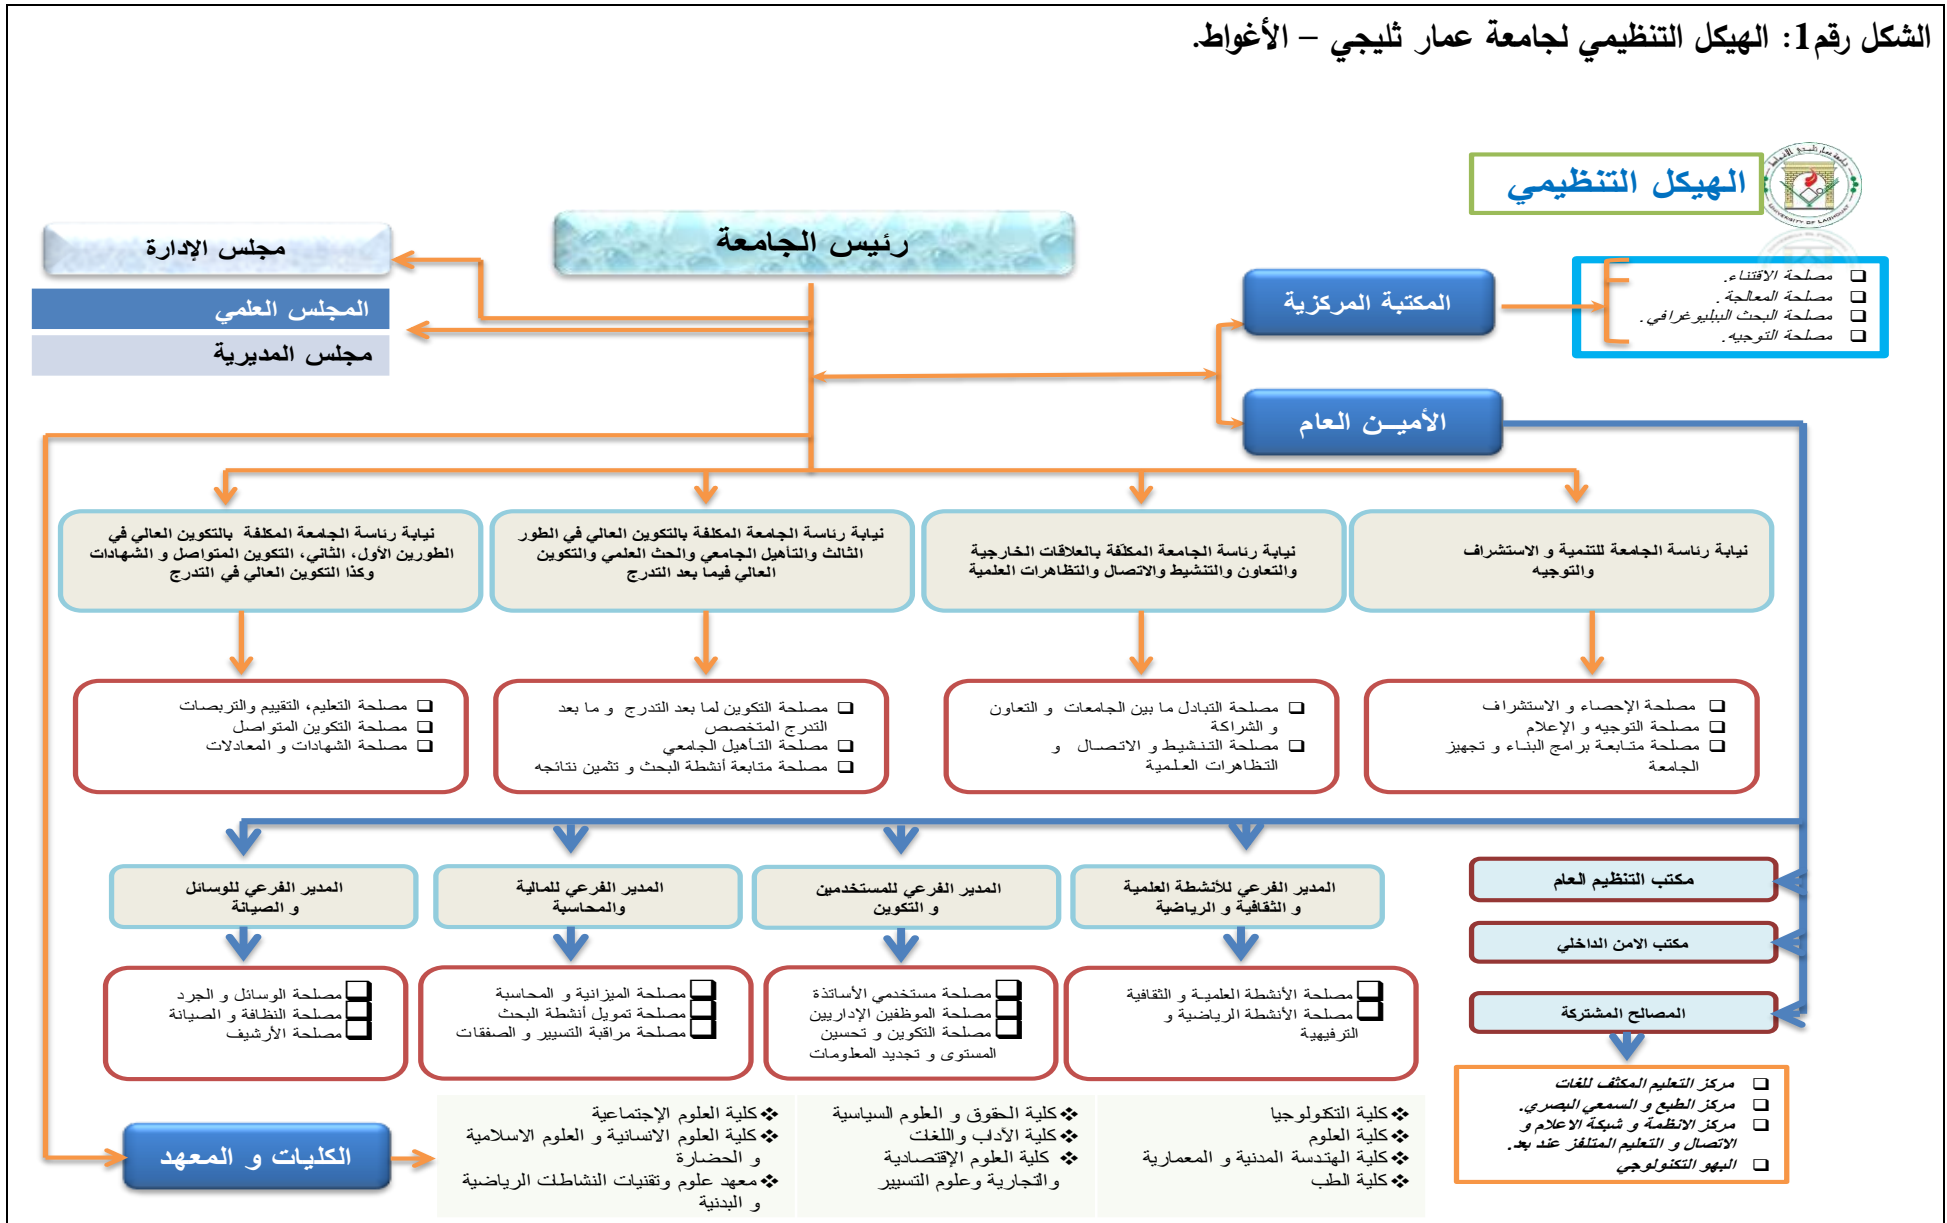 الشكل رقم1: الهيكل التنظيمي لجامعة عمار ثليجي – الأغواط.
الهيكل التنظيمي
UNIVERSITY OF LAGHOUAT
رئيس الجامعة
مجلس الإدارة
المجلس العلمي
مجلس المديرية
المكتبة المركزية
❑ مصلحة الاقتناء.
❑ مصلحة المعالجة.
❑ مصلحة البحث الببليوغرافي.
❑ مصلحة التوجيه.
الأميــن العام
نيابة رئاسة الجامعة للتنمية و الاستشراف
والتوجيه
نيابة رئاسة الجامعة المكلّفة بالعلاقات الخارجية
والتعاون والتنشيط والاتصال والتظاهرات العلمية
نيابة رئاسة الجامعة المكلفة بالتكوين العالي في الطور
الثالث والتأهيل الجامعي والحث العلمي والتكوين
العالي فيما بعد التدرج
نيابة رئاسة الجامعة المكلفة بالتكوين العالي في
الطورين الأول، الثاني، التكوين المتواصل و الشهادات
وكذا التكوين العالي في التدرج
❑ مصلحة الإحصاء و الاستشراف
❑ مصلحة التوجيه و الإعلام
❑ مصلحة متابعة برامج البناء و تجهيز
الجامعة
❑ مصلحة التبادل ما بين الجامعات و التعاون
و الشراكة
❑ مصلحة التنشيط و الاتصال و
التظاهرات العلمية
❑ مصلحة التكوين لما بعد التدرج و ما بعد
التدرج المتخصص
❑ مصلحة التأهيل الجامعي
❑ مصلحة متابعة أنشطة البحث و تثمين نتائجه
❑ مصلحة التعليم، التقييم والتربصات
❑ مصلحة التكوين المتواصل
❑ مصلحة الشهادات و المعادلات
المدير الفرعي للأنشطة العلمية
و الثقافية و الرياضية
المدير الفرعي للمستخدمين
و التكوين
المدير الفرعي للمالية
والمحاسبة
المدير الفرعي للوسائل
و الصيانة
مكتب التنظيم العام
مكتب الامن الداخلي
المصالح المشتركة
❑ مصلحة الأنشطة العلمية و الثقافية
❑ مصلحة الأنشطة الرياضية و
الترفيهية
❑ مصلحة مستخدمي الأساتذة
❑ مصلحة الموظفين الإداريين
❑ مصلحة التكوين و تحسين
المستوى و تجديد المعلومات
❑ مصلحة الميزانية و المحاسبة
❑ مصلحة تمويل أنشطة البحث
❑ مصلحة مراقبة التسيير و الصفقات
❑ مصلحة الوسائل و الجرد
❑ مصلحة النظافة و الصيانة
❑ مصلحة الأرشيف
❑ مركز التعليم المكثف للغات
❑ مركز الطبع و السمعي البصري.
❑ مركز الانظمة و شبكة الاعلام و
الاتصال و التعليم المتلفز عند بعد.
❑ البهو التكنولوجي
الكليات و المعهد
❖ كلية التكنولوجيا
❖ كلية العلوم
❖ كلية الهندسة المدنية و المعمارية
❖ كلية الطب
❖ كلية الحقوق و العلوم السياسية
❖ كلية الآداب واللغات
❖ كلية العلوم الإقتصادية
والتجارية وعلوم التسيير
❖ كلية العلوم الإجتماعية
❖ كلية العلوم الانسانية و العلوم الاسلامية
و الحضارة
❖ معهد علوم وتقنيات النشاطات الرياضية
و البدنية